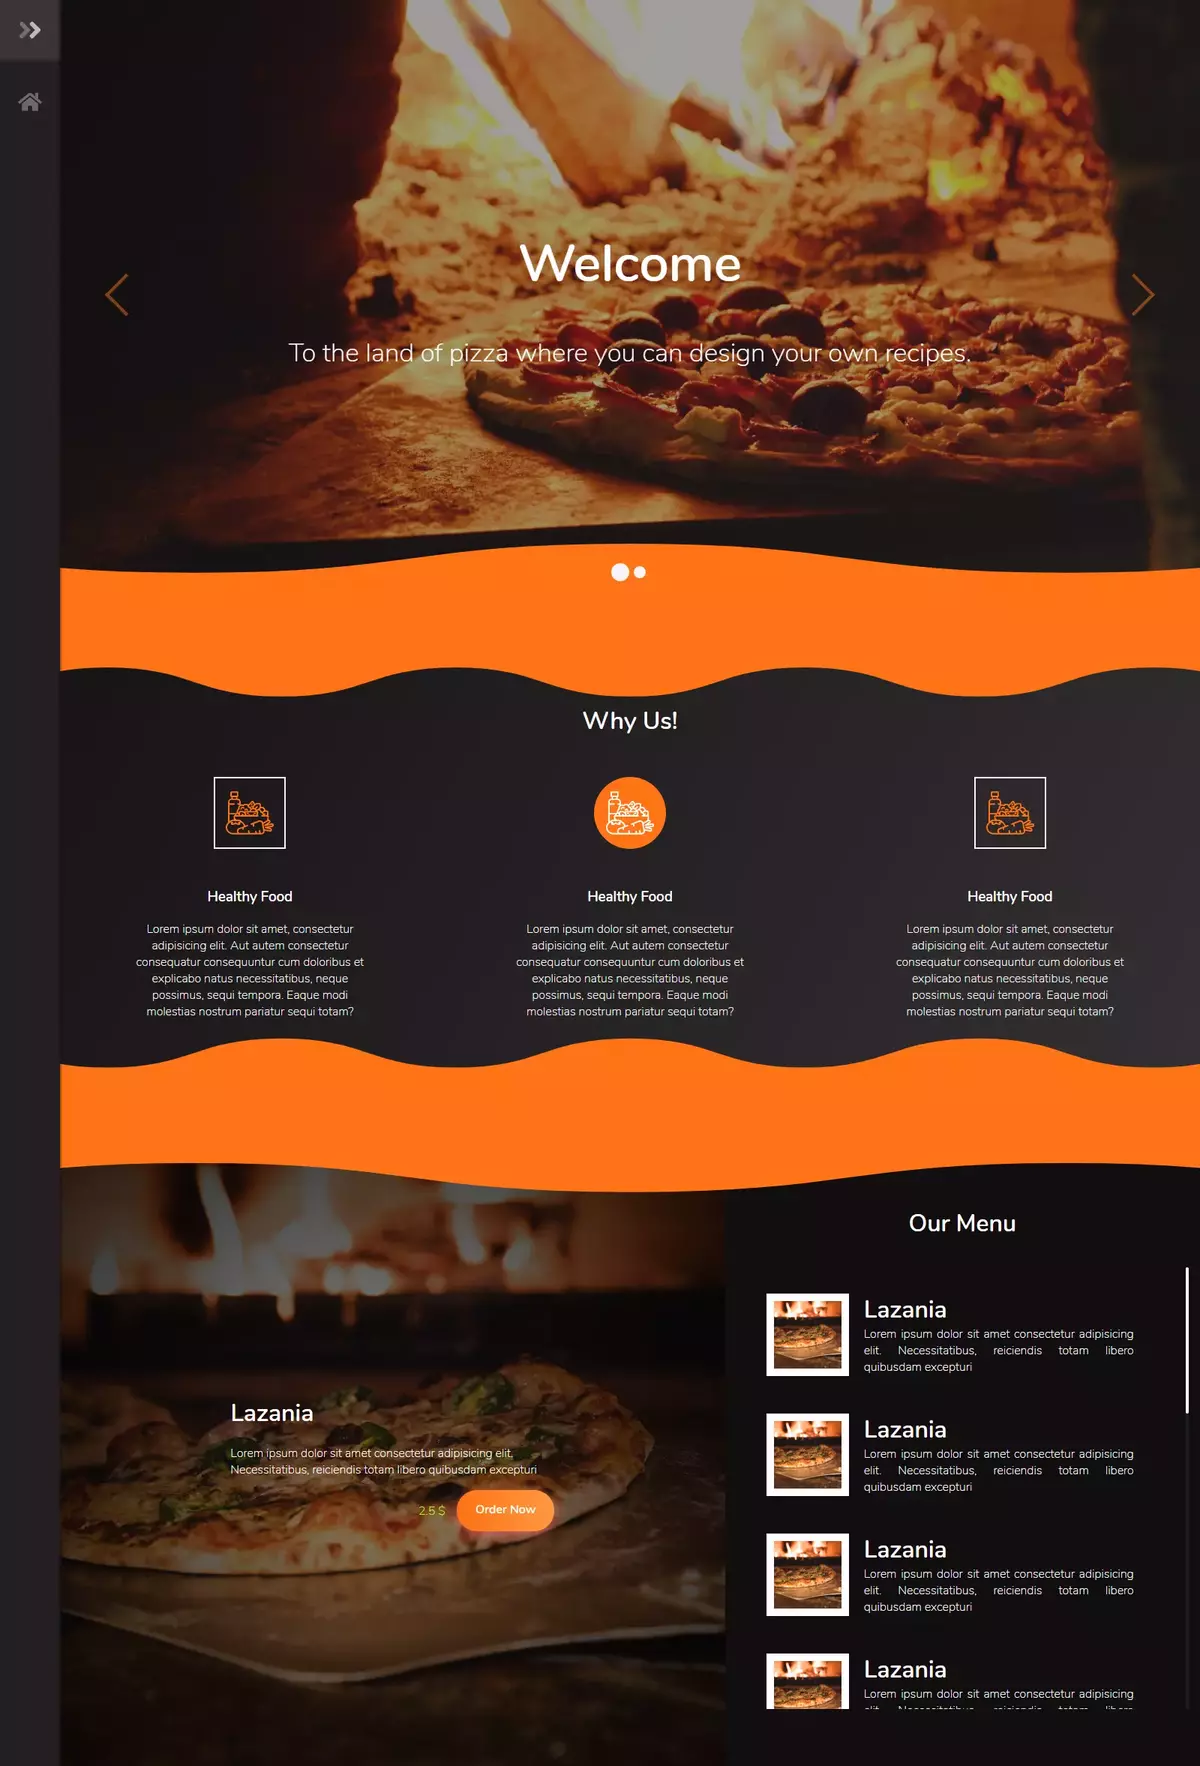 Welcome
To the land of pizza where you can design your own recipes.
Why Us!
Healthy Food
Lorem ipsum dolor sit amet, consectetur
adipisicing elit. Aut autem consectetur
consequatur consequuntur cum doloribus et
explicabo natus necessitatibus, neque
possimus, sequi tempora. Eaque modi
molestias nostrum pariatur sequi totam?
Healthy Food
Lorem ipsum dolor sit amet, consectetur
adipisicing elit. Aut autem consectetur
consequatur consequuntur cum doloribus et
explicabo natus necessitatibus, neque
possimus, sequi tempora. Eaque modi
molestias nostrum pariatur sequi totam?
Healthy Food
Lorem ipsum dolor sit amet, consectetur
adipisicing elit. Aut autem consectetur
consequatur consequuntur cum doloribus et
explicabo natus necessitatibus, neque
possimus, sequi tempora. Eaque modi
molestias nostrum pariatur sequi totam?
Lazania
Lorem ipsum dolor sit amet consectetur adipisicing elit.
Necessitatibus, reiciendis totam libero quibusdam excepturi
2.5 $
Order Now
Our Menu
Lazania
Lorem ipsum dolor sit amet consectetur adipisicing
elit. Necessitatibus, reiciendis totam libero
quibusdam excepturi
Lazania
Lorem ipsum dolor sit amet consectetur adipisicing
elit. Necessitatibus, reiciendis totam libero
quibusdam excepturi
Lazania
Lorem ipsum dolor sit amet consectetur adipisicing
elit. Necessitatibus, reiciendis totam libero
quibusdam excepturi
Lazania
Lorem ipsum dolor sit amet consectetur adipisicing